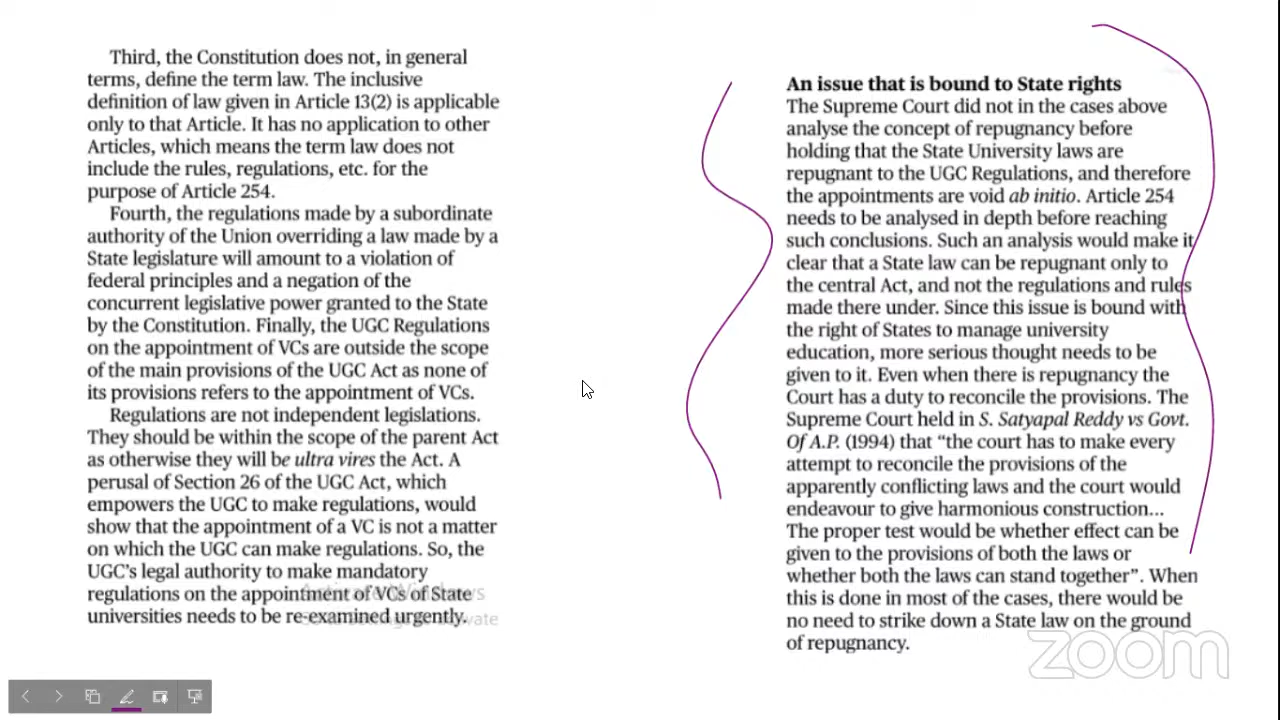 Third, the Constitution does not, in general
terms, define the term law. The inclusive
definition of law given in Article 13(2) is applicable
only to that Article. It has no application to other
Articles, which means the term law does not
include the rules, regulations, etc. for the
purpose of Article 254.
Fourth, the regulations made by a subordinate
authority of the Union overriding a law made by a
State legislature will amount to a violation of
federal principles and a negation of the
concurrent legislative power granted to the State
by the Constitution. Finally, the UGC Regulations
on the appointment of VCs are outside the scope
of the main provisions of the UGC Act as none of
its provisions refers to the appointment of VCs.
Regulations are not independent legislations.
They should be within the scope of the parent Act
as otherwise they will be ultra vires the Act. A
perusal of Section 26 of the UGC Act, which
empowers the UGC to make regulations, would
show that the appointment of a VC is not a matter
on which the UGC can make regulations. So, the
UGC's legal authority to make mandatory
regulations on the appointment of VCs of State
universities needs to be re-examined urgently.
An issue that is bound to State rights
The Supreme Court did not in the cases above
analyse the concept of repugnancy before
holding that the State University laws are
repugnant to the UGC Regulations, and therefore
the appointments are void ab initio. Article 254
needs to be analysed in depth before reaching
such conclusions. Such an analysis would make it
clear that a State law can be repugnant only to
the central Act, and not the regulations and rules
made there under. Since this issue is bound with
the right of States to manage university
education, more serious thought needs to be
given to it. Even when there is repugnancy the
Court has a duty to reconcile the provisions. The
Supreme Court held in S. Satyapal Reddy vs Govt.
Of A.P. (1994) that “the court has to make every
attempt to reconcile the provisions of the
apparently conflicting laws and the court would
endeavour to give harmonious construction...
The proper test would be whether effect can be
given to the provisions of both the laws or
whether both the laws can stand together”. When
this is done in most of the cases, there would be
no need to strike down a State law on the ground
of repugnancy.
zoom